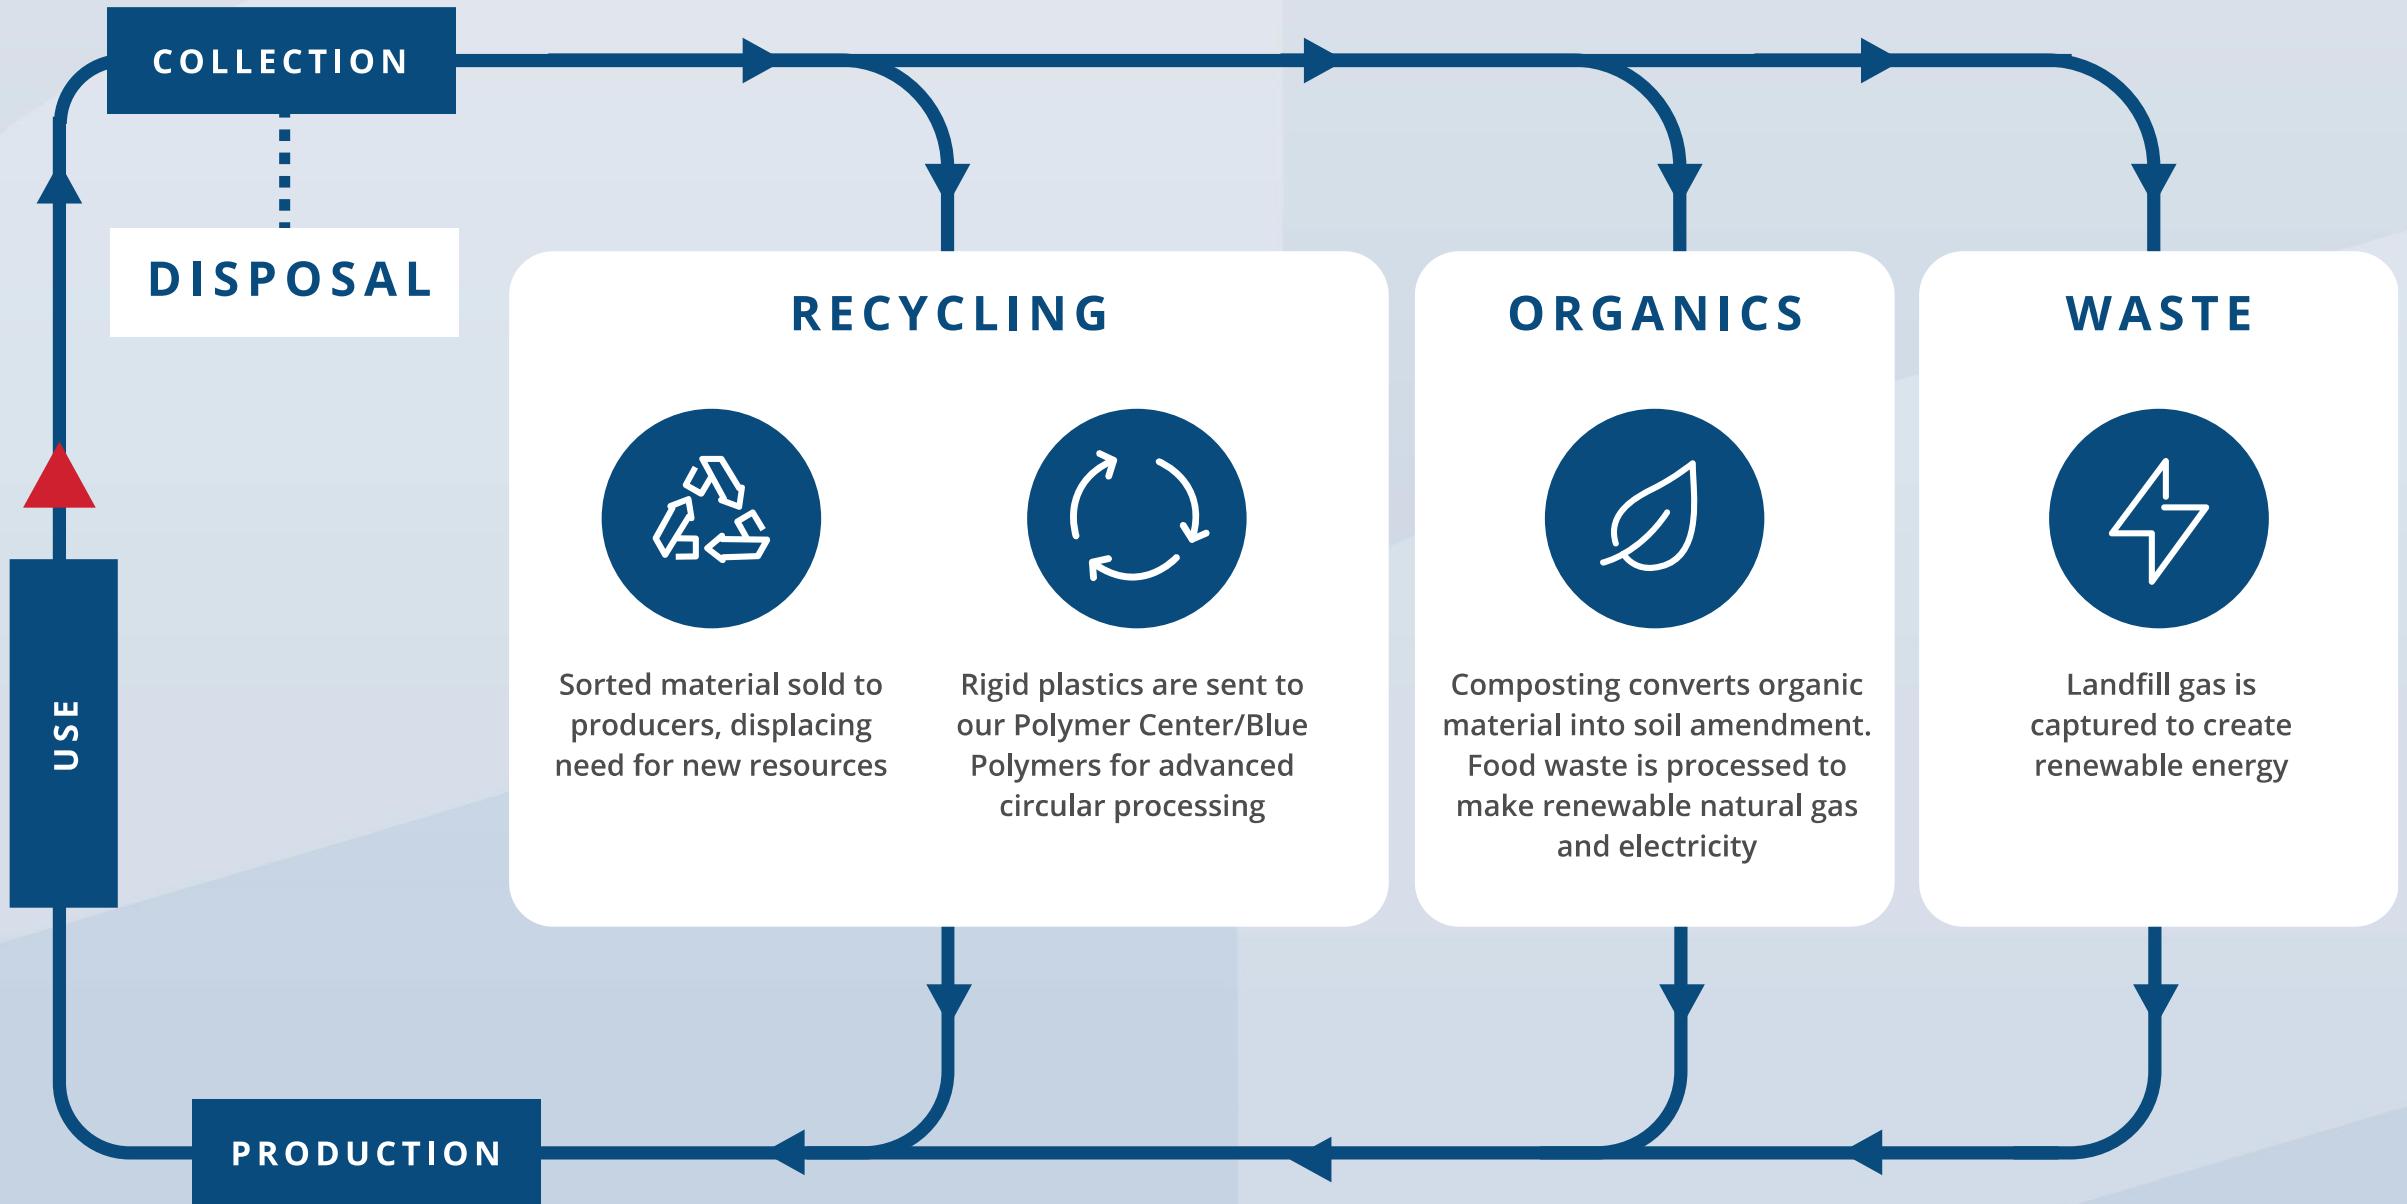 COLLECTION
DISPOSAL
RECYCLING
Sorted material sold to
producers, displacing
need for new resources
Rigid plastics are sent to
our Polymer Center/Blue
Polymers for advanced
circular processing
ORGANICS
Composting converts organic
material into soil amendment.
Food waste is processed to
make renewable natural gas
and electricity
WASTE
Landfill gas is
captured to create
renewable energy
USE
PRODUCTION